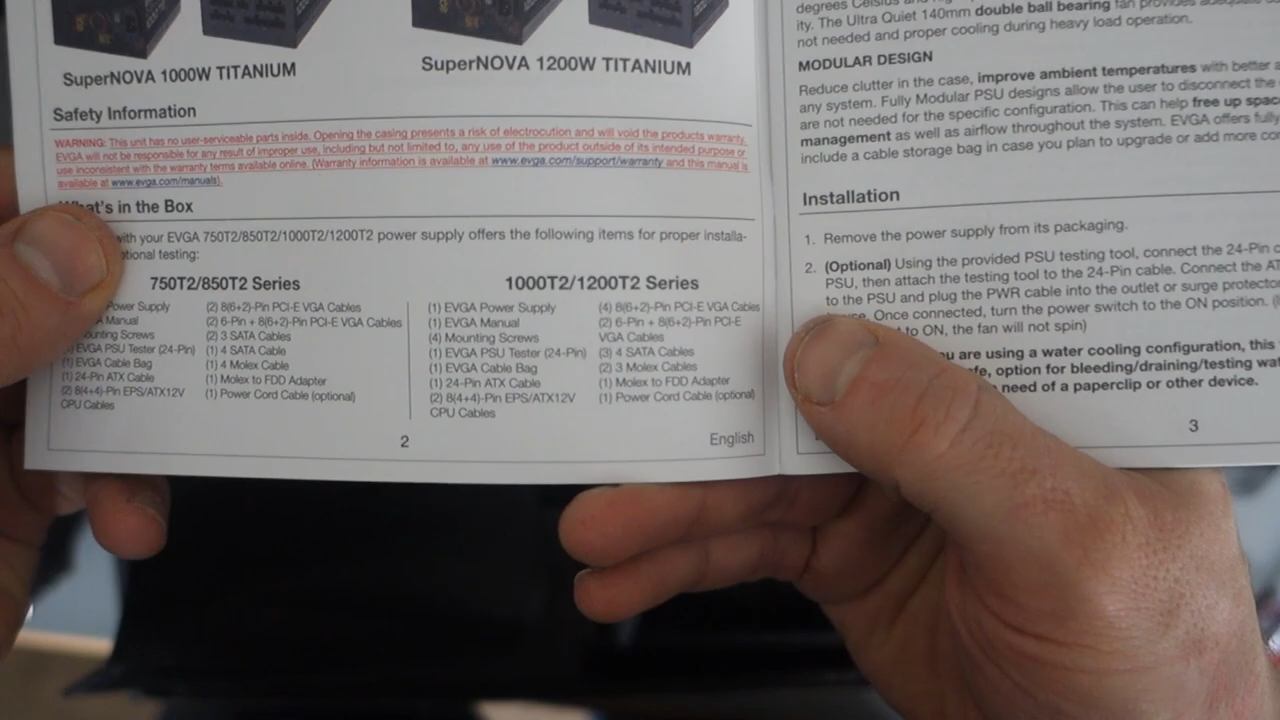 SuperNOVA 1000W TITANIUM
SuperNOVA 1200W TITANIUM
Safety Information
WARNING: This unit has no user-serviceable parts inside. Opening the casing presents a risk of electrocution and will void the products warranty.
EVGA will not be responsible for any result of improper use, including but not limited to, any use of the product outside of its intended purpose or
use inconsistent with the warranty terms available online. (Warranty information is available at www.evga.com/support/warranty and this manual is
available at www.evga.com/manuals).
What's in the Box
with your EVGA 750T2/850T2/1000T2/1200T2 power supply offers the following items for proper installa-
testing:
750T2/850T2 Series
Power Supply
Manual
Mounting Screws
EVGA PSU Tester (24-Pin)
(1) EVGA Cable Bag
(1) 24-Pin ATX Cable
(2) 8(4+4)-Pin EPS/ATX12V
CPU Cables
(2) 8(6+2)-Pin PCI-E VGA Cables
(2) 6-Pin + 8(6+2)-Pin PCI-E VGA Cables
(2) 3 SATA Cables
(1) 4 SATA Cable
(1) 4 Molex Cable
(1) Molex to FDD Adapter
(1) Power Cord Cable (optional)
1000T2/1200T2 Series
(1) EVGA Power Supply
(1) EVGA Manual
(4) Mounting Screws
(1) EVGA PSU Tester (24-Pin)
(1) EVGA Cable Bag
(1) 24-Pin ATX Cable
(2) 8(4+4)-Pin EPS/ATX12V
CPU Cables
(4) 8(6+2)-Pin PCI-E VGA Cables
(2) 6-Pin + 8(6+2)-Pin PCI-E
VGA Cables
(3) 4 SATA Cables
(2) 3 Molex Cables
(1) Molex to FDD Adapter
(1) Power Cord Cable (optional)
2
English
degrees Celsius and
ity. The Ultra Quiet 140mm double ball bearing fan provides
not needed and proper cooling during heavy load operation.
MODULAR DESIGN
Reduce clutter in the case, improve ambient temperatures with better
any system. Fully Modular PSU designs allow the user to disconnect the
are not needed for the specific configuration. This can help free up
management as well as airflow throughout the system. EVGA offers fully
include a cable storage bag in case you plan to upgrade or add more
Installation
1. Remove the power supply from its packaging.
2. (Optional) Using the provided PSU testing tool, connect the 24-Pin
PSU, then attach the testing tool to the 24-Pin cable. Connect the
to the PSU and plug the PWR cable into the outlet or surge
Once connected, turn the power switch to the ON position.
to ON, the fan will not spin)
are using a water cooling configuration, this
option for bleeding/draining/testing
need of a paperclip or other device.
3